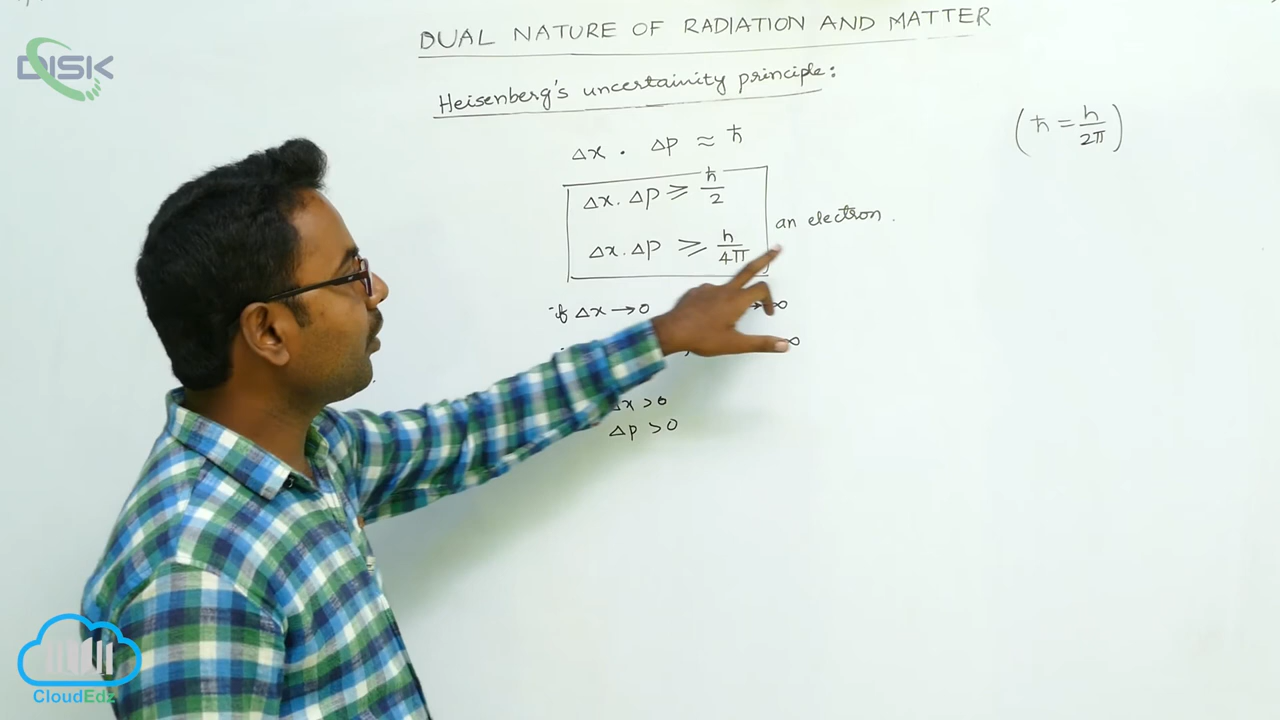 DISK
DUAL NATURE OF RADIATION AND MATTER
Heisenberg's uncertainity principle:
(ħ = h/2π)
Δx . Δp ≈ ħ
Δx. Δp ≥ ħ/2
an electron.
Δx. Δp ≥ h/4π
if Δx → 0 → ∞
∞
Δx > 0
Δp > 0
CloudEdz